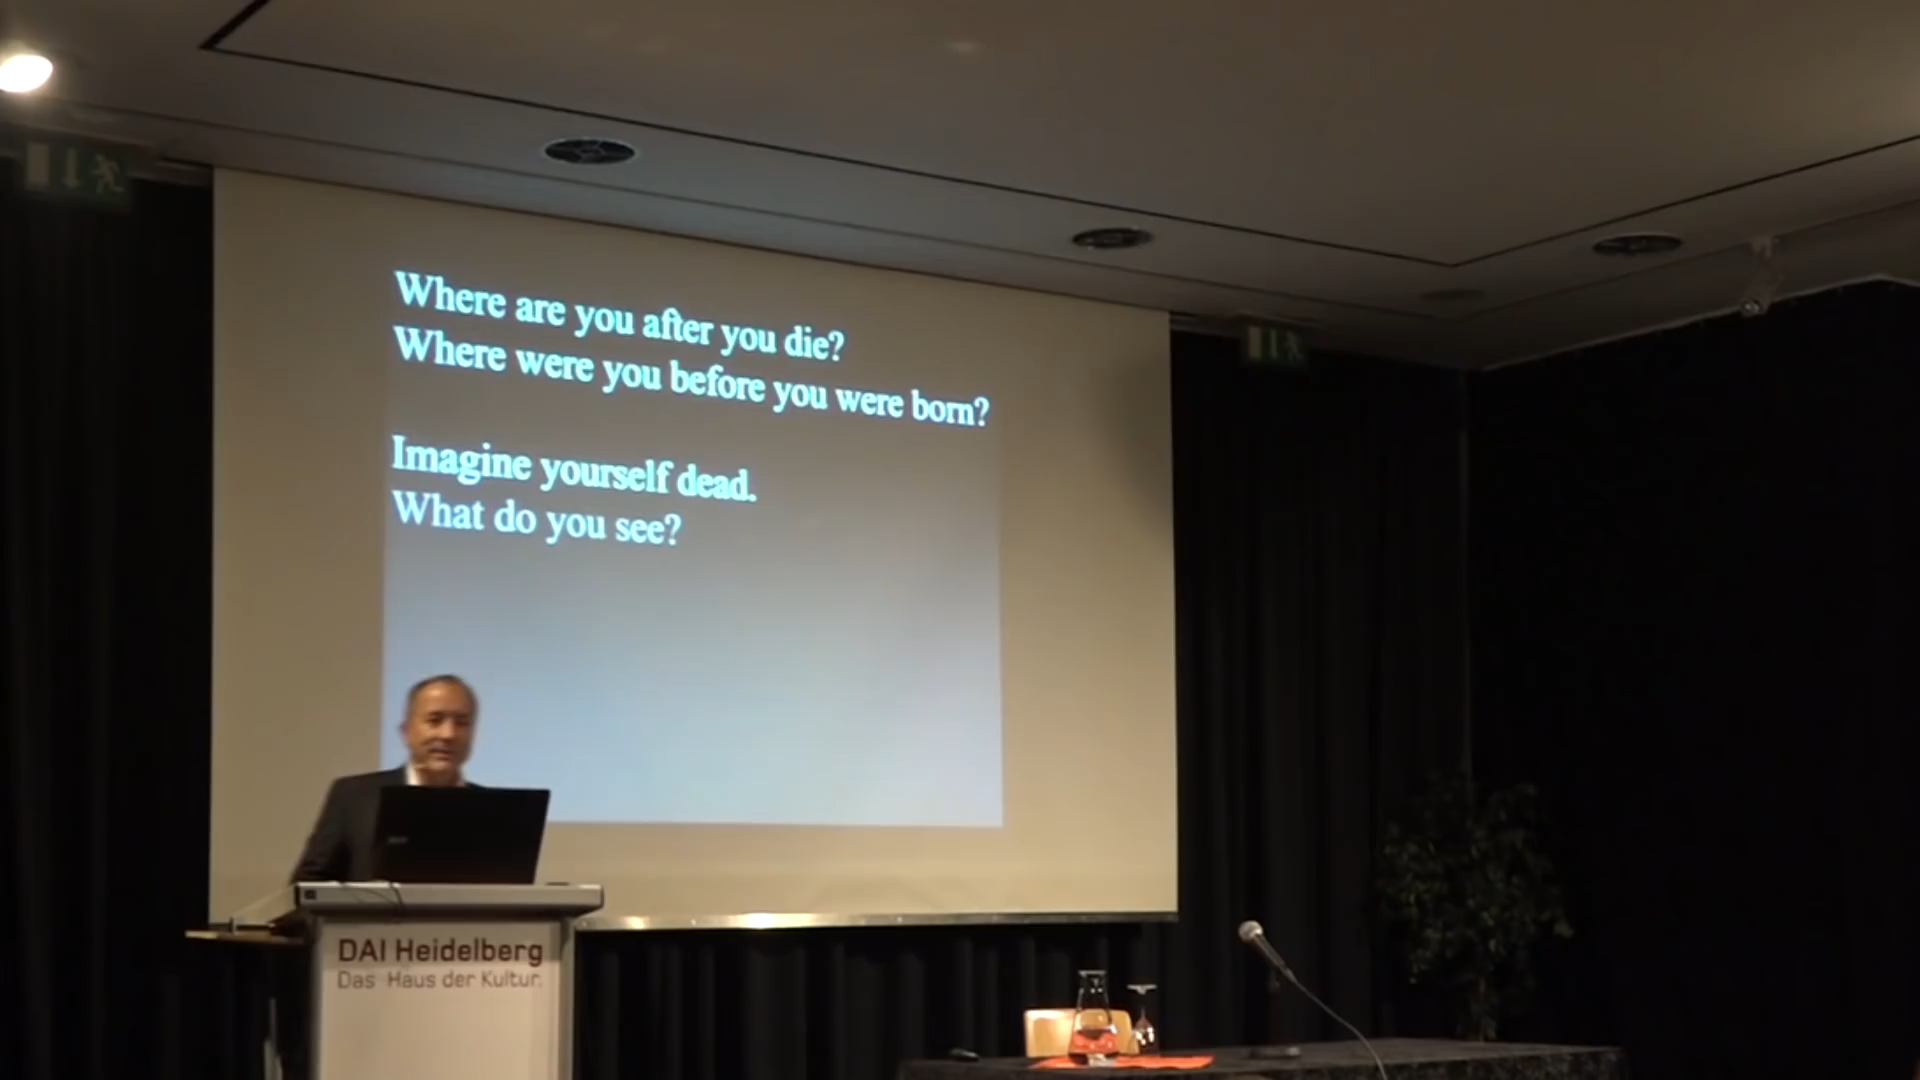 Where are you after you die?
Where were you before you were born?
Imagine yourself dead.
What do you see?
DAI Heidelberg
Das Haus der Kultur.